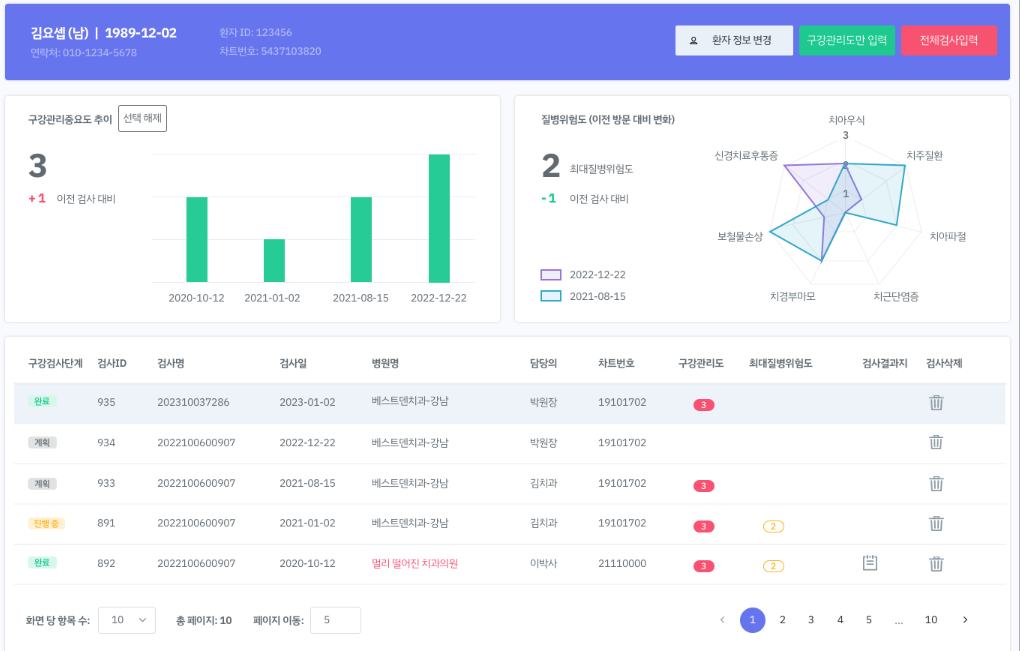 김요셉(남) | 1989-12-02
연락처: 010-1234-5678
환자 ID: 123456
차트번호: 5437103820
환자 정보 변경
구강관리도만 입력
전체검사입력
구강관리중요도 추이
선택 해제
3
+1 이전 검사 대비
2020-10-12 2021-01-02 2021-08-15 2022-12-22
질병위험도 (이전 방문 대비 변화)
2 최대질병위험도
-1 이전 검사 대비
2022-12-22
2021-08-15
치아우식
3
신경치료후통증
치주질환
2
1
보철물손상
치아파절
치경부마모
치근단염증
구강검사단계 검사ID 검사명 검사일 병원명 담당의 차트번호 구강관리도 최대질병위험도 검사결과지 검사삭제
완료 935 202310037286 2023-01-02 베스트덴치과-강남 박원장 19101702 3
계획 934 2022100600907 2022-12-22 베스트덴치과-강남 박원장 19101702
계획 933 2022100600907 2021-08-15 베스트덴치과-강남 김치과 19101702 3
진행 중 891 2022100600907 2021-01-02 베스트덴치과-강남 김치과 19101702 3 2
완료 892 2022100600907 2020-10-12 멀리 떨어진 치과의원 이박사 21110000 3 2
화면 당 항목 수: 10 총 페이지: 10 페이지 이동: 5
‹ 1 2 3 4 5 ... 10 ›